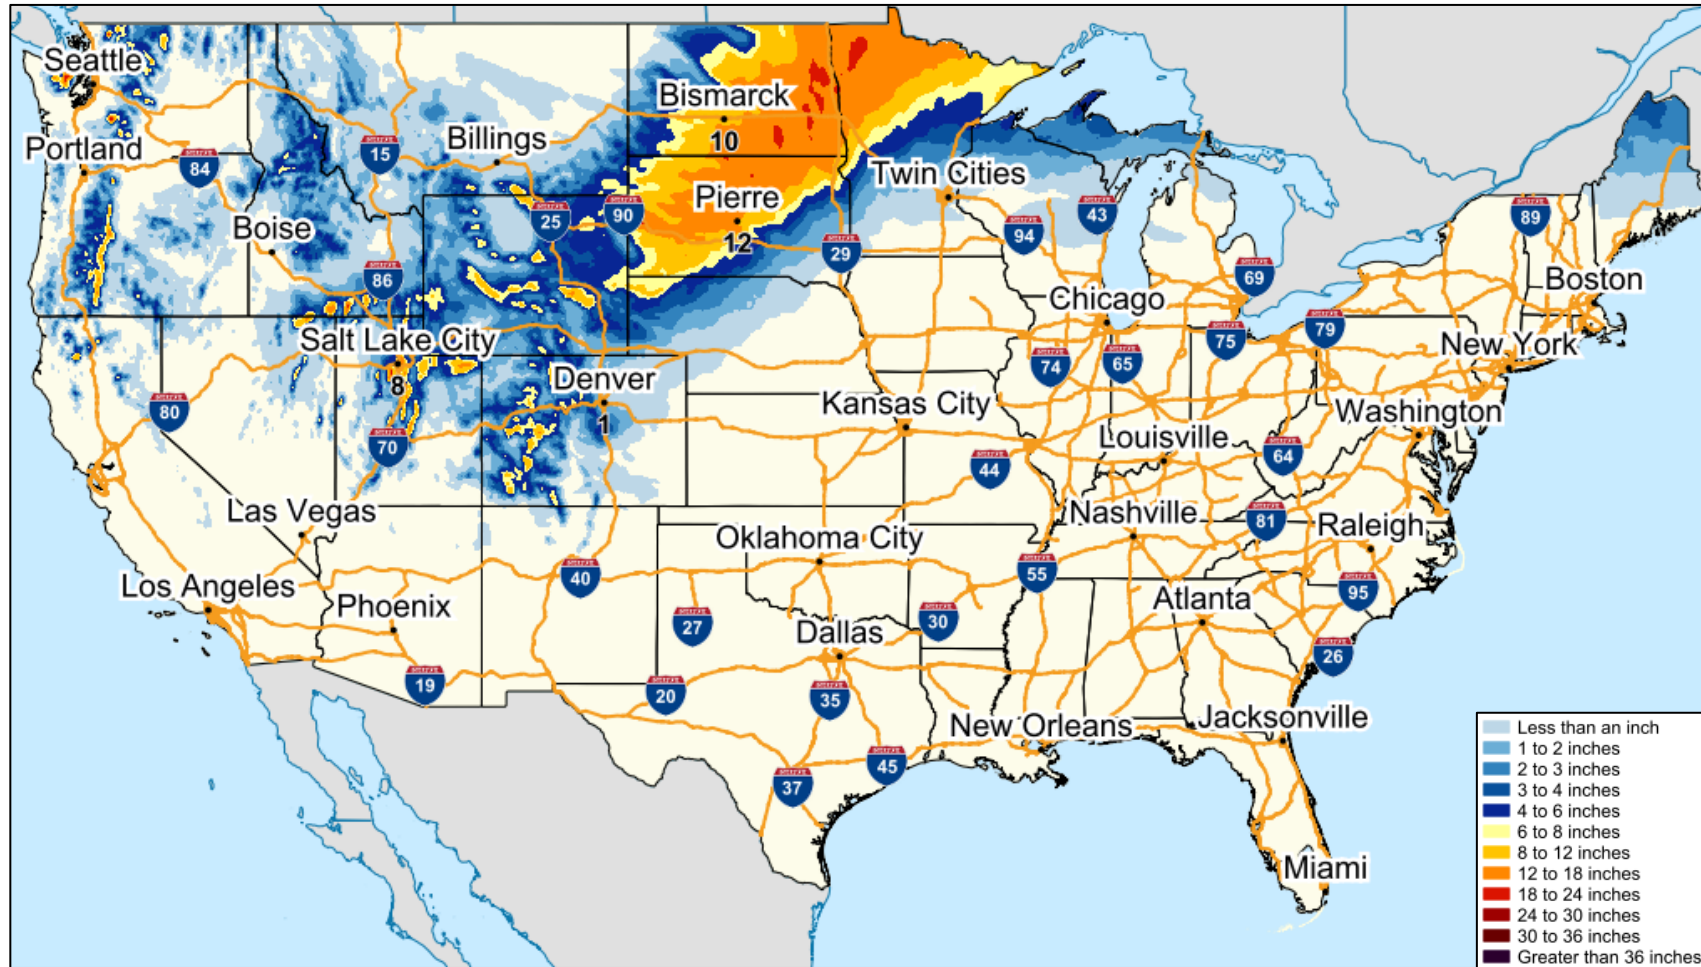 Seattle
Bismarck
10
Portland
Billings
15
84
Twin Cities
Pierre
25
90
43
89
Boise
94
12
29
86
69
Boston
Chicago
Salt Lake City
79
75
New York
74
65
Denver
8
Kansas City
80
Washington
1
Louisville
70
64
44
Las Vegas
Nashville
81
Raleigh
Oklahoma City
40
55
Los Angeles
95
Phoenix
Atlanta
27
30
Dallas
26
19
20
35
New Orleans
Jacksonville
45
37
Miami
Less than an inch
1 to 2 inches
2 to 3 inches
3 to 4 inches
4 to 6 inches
6 to 8 inches
8 to 12 inches
12 to 18 inches
18 to 24 inches
24 to 30 inches
30 to 36 inches
Greater than 36 inches